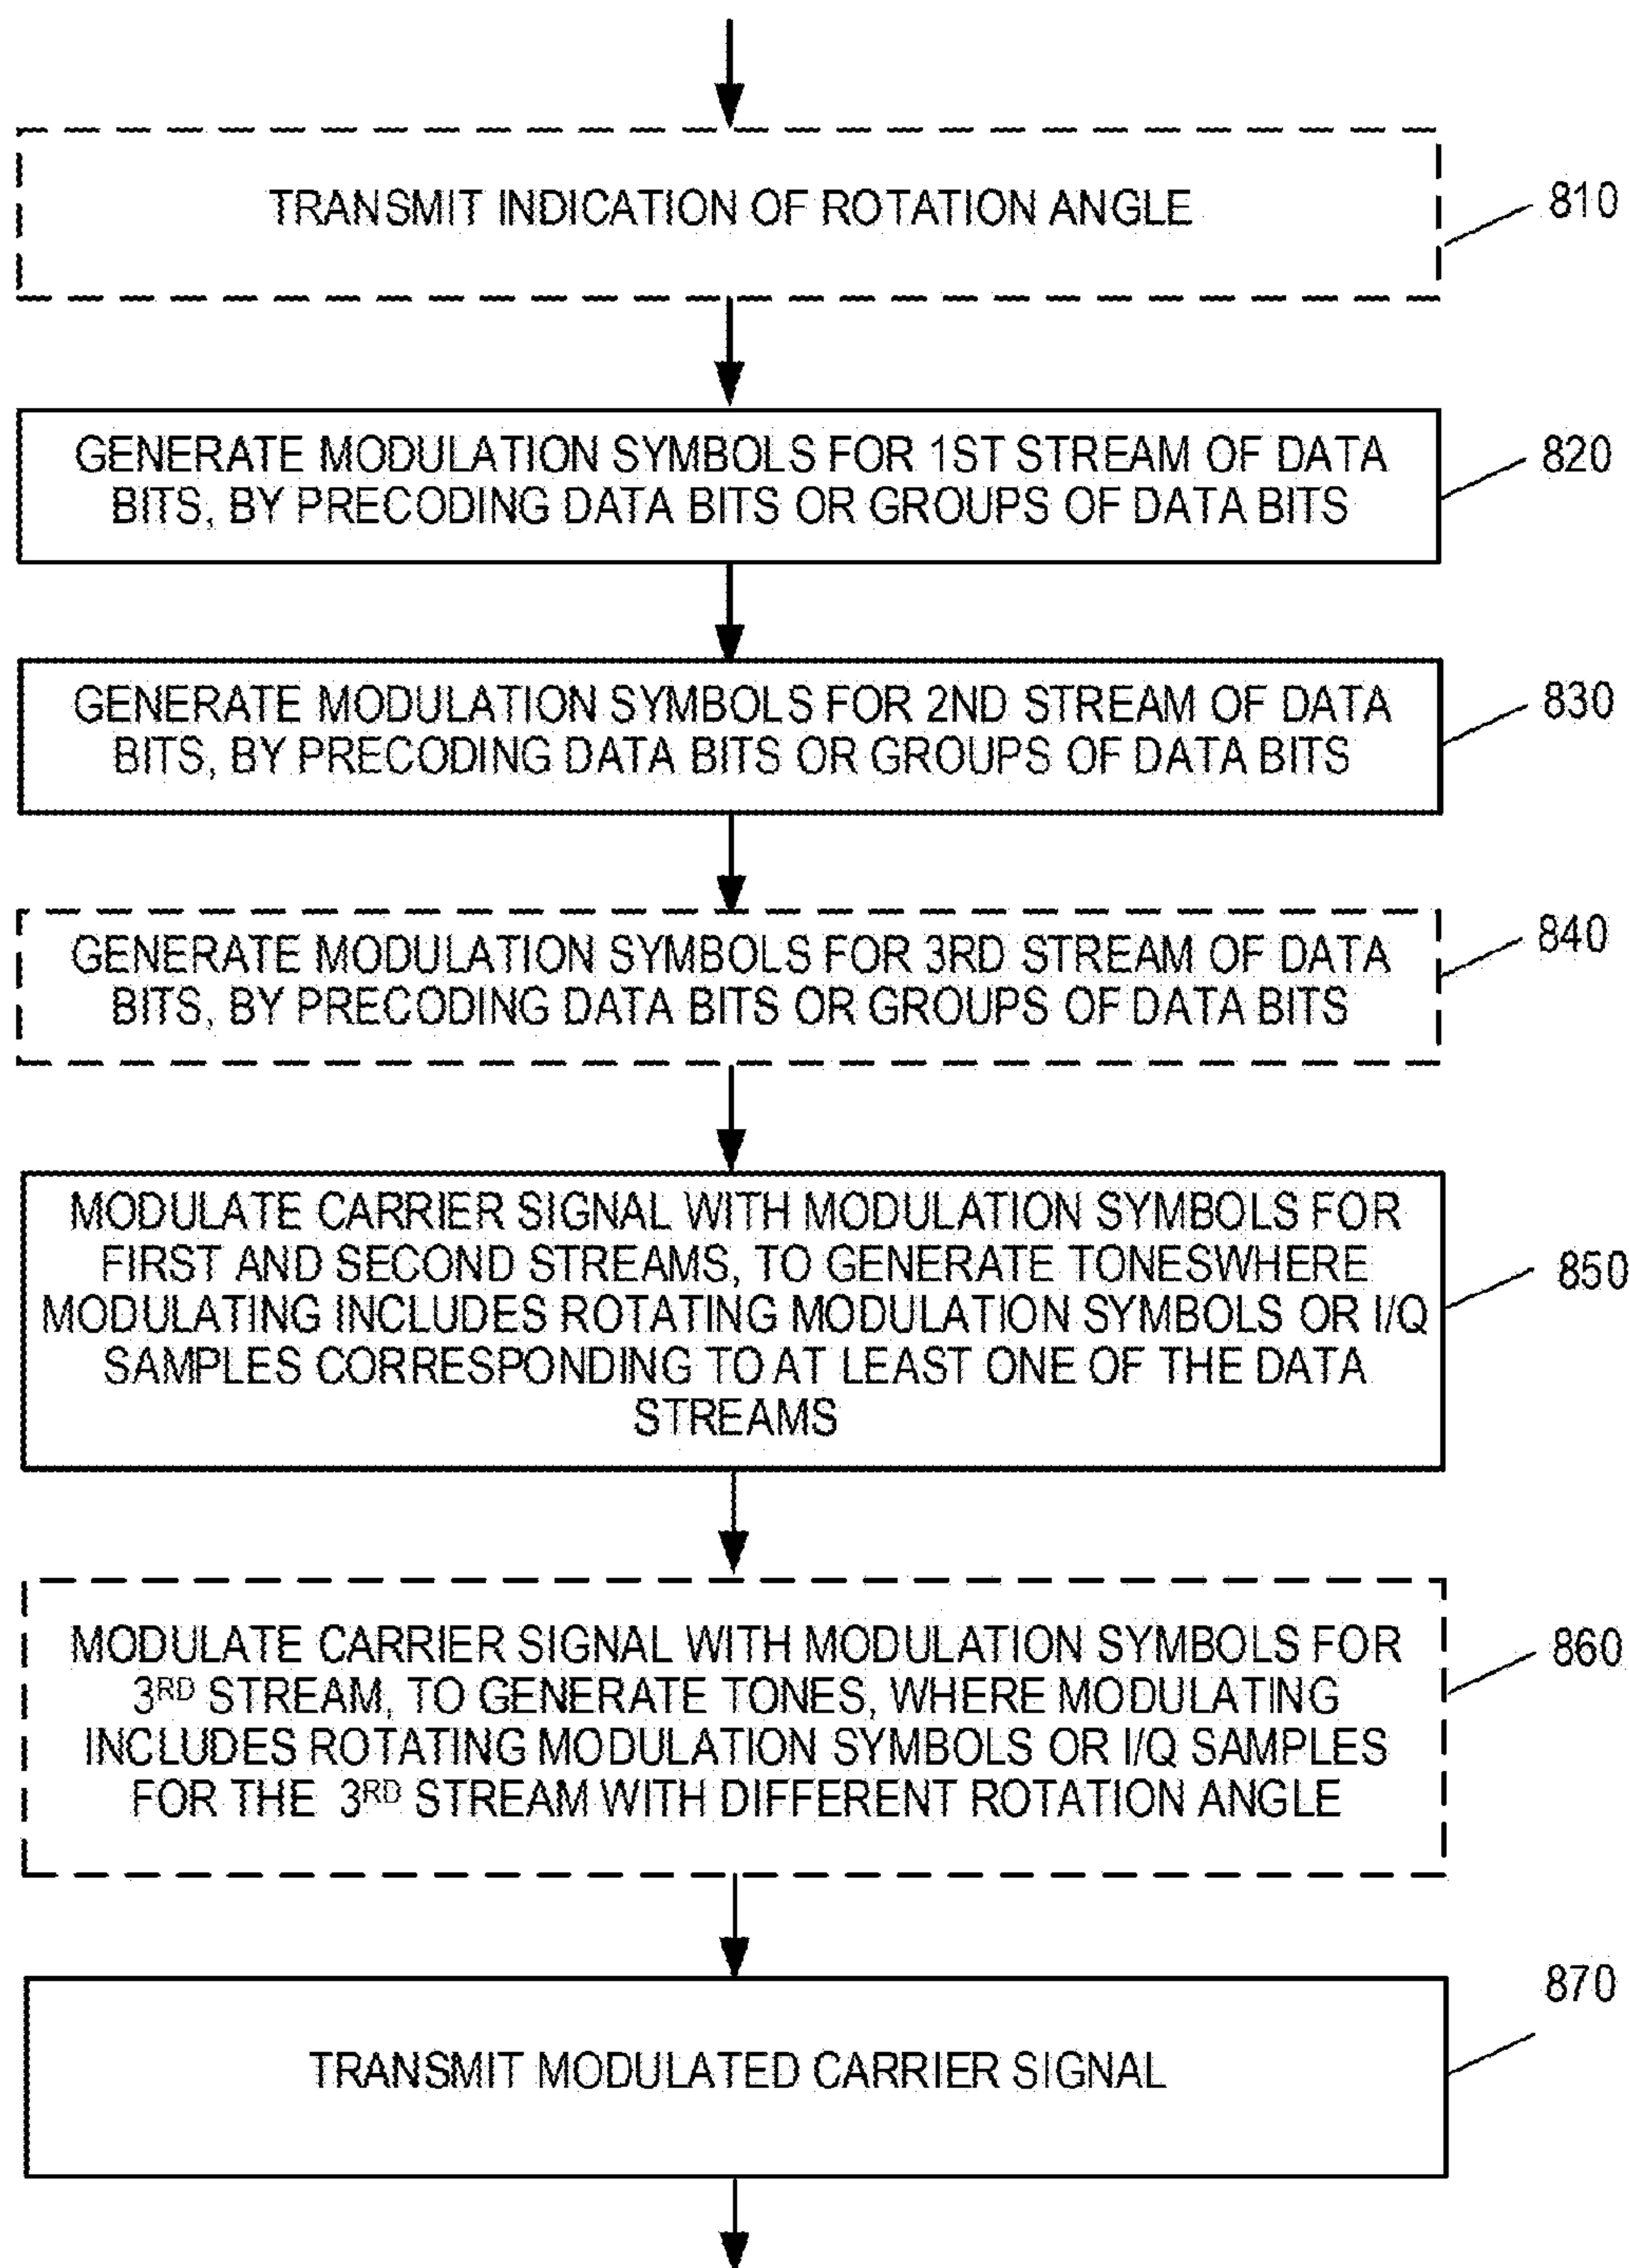 TRANSMIT INDICATION OF ROTATION ANGLE
810
GENERATE MODULATION SYMBOLS FOR 1ST STREAM OF DATA
BITS, BY PRECODING DATA BITS OR GROUPS OF DATA BITS
820
GENERATE MODULATION SYMBOLS FOR 2ND STREAM OF DATA
BITS, BY PRECODING DATA BITS OR GROUPS OF DATA BITS
830
GENERATE MODULATION SYMBOLS FOR 3RD STREAM OF DATA
BITS, BY PRECODING DATA BITS OR GROUPS OF DATA BITS
840
MODULATE CARRIER SIGNAL WITH MODULATION SYMBOLS FOR
FIRST AND SECOND STREAMS, TO GENERATE TONESWHERE
MODULATING INCLUDES ROTATING MODULATION SYMBOLS OR I/Q
SAMPLES CORRESPONDING TO AT LEAST ONE OF THE DATA
STREAMS
850
MODULATE CARRIER SIGNAL WITH MODULATION SYMBOLS FOR
3RD STREAM, TO GENERATE TONES, WHERE MODULATING
INCLUDES ROTATING MODULATION SYMBOLS OR I/Q SAMPLES
FOR THE 3RD STREAM WITH DIFFERENT ROTATION ANGLE
860
TRANSMIT MODULATED CARRIER SIGNAL
870